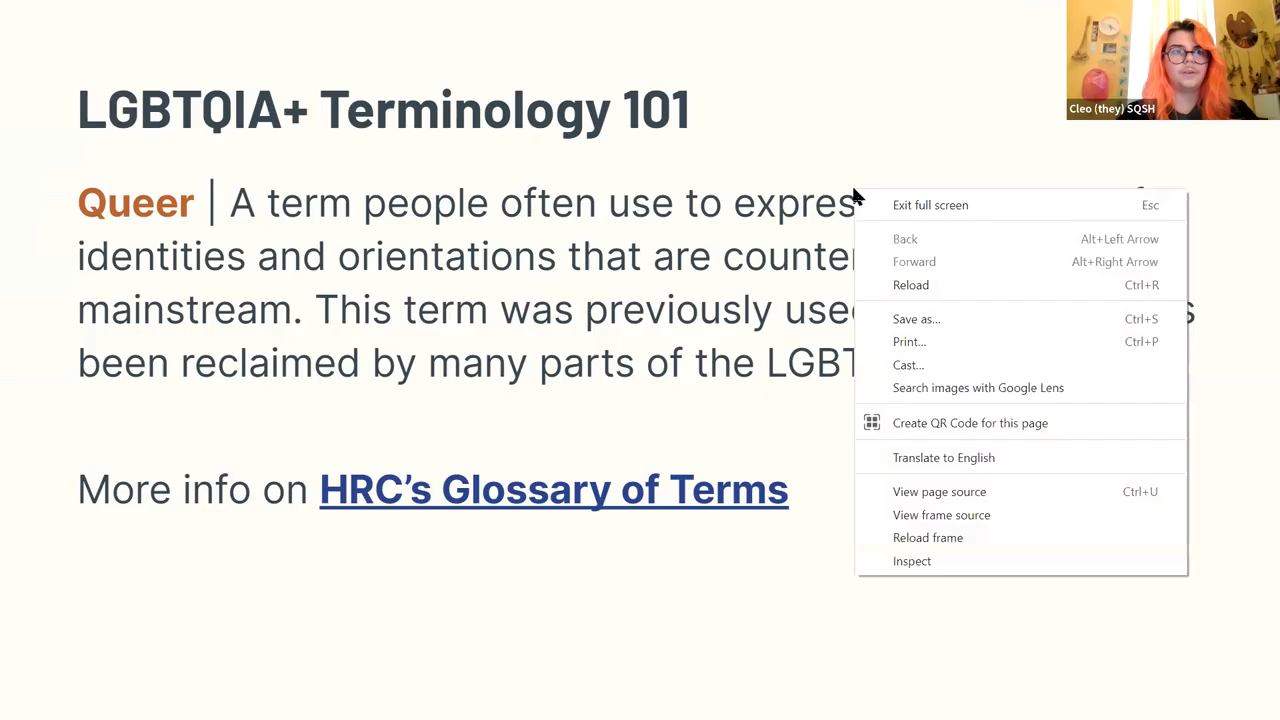 LGBTQIA+ Terminology 101
Cleo (they) SQSH
Queer | A term people often use to
identities and orientations that are
mainstream. This term was previously
been reclaimed by many parts of the
More info on HRC's Glossary of Terms
Exit full screen Esc
Back Alt+Left Arrow
Forward Alt+Right Arrow
Reload Ctrl+R
Save as... Ctrl+S
Print... Ctrl+P
Cast...
Search images with Google Lens
Create QR Code for this page
Translate to English
View page source Ctrl+U
View frame source
Reload frame
Inspect